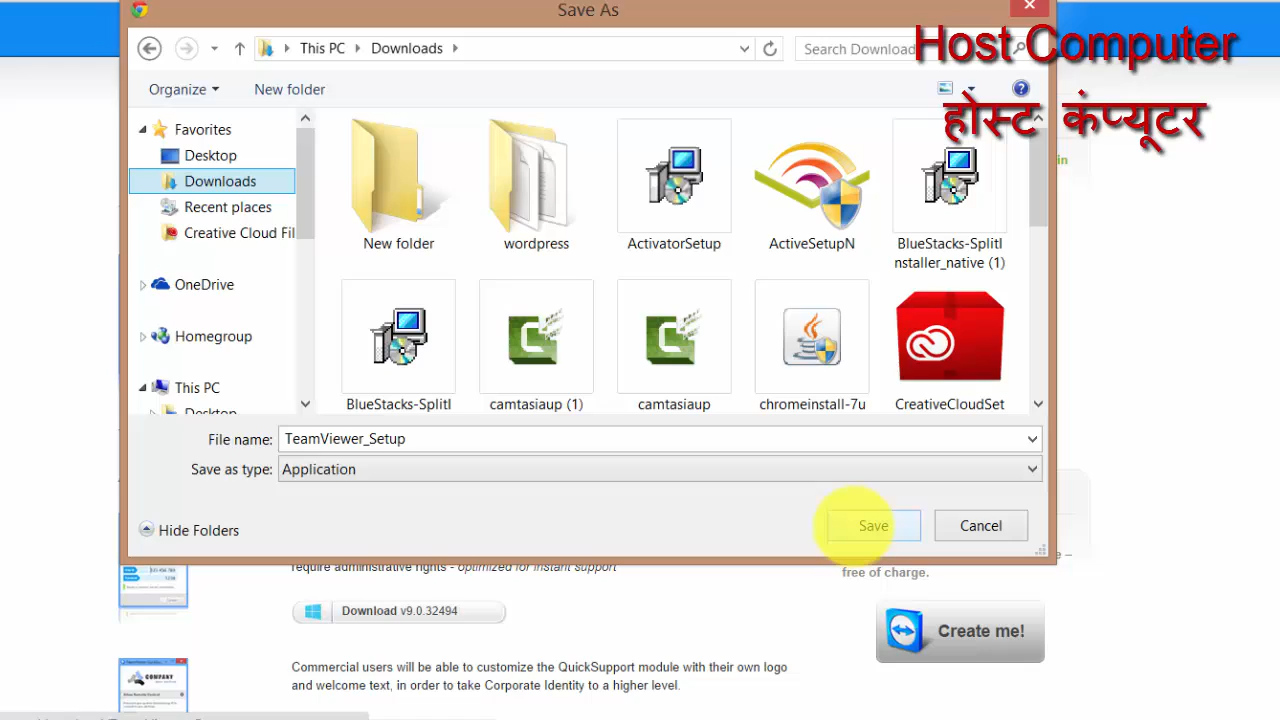 Save As
Host Computer
होस्ट कंप्यूटर
This PC
Downloads
Search Download
Organize
New folder
Favorites
Desktop
Downloads
Recent places
Creative Cloud Fil
OneDrive
Homegroup
This PC
Desktop
New folder
wordpress
ActivatorSetup
ActiveSetupN
BlueStacks-SplitI
nstaller_native (1)
in
BlueStacks-SplitI
camtasiaup (1)
camtasiaup
chromeinstall-7u
CreativeCloudSet
File name:
TeamViewer_Setup
Save as type:
Application
Hide Folders
Save
Cancel
require administrative rights - optimized for instant support
free of charge.
Download v9.0.32494
Create me!
Commercial users will be able to customize the QuickSupport module with their own logo
and welcome text, in order to take Corporate Identity to a higher level.
COMPANY